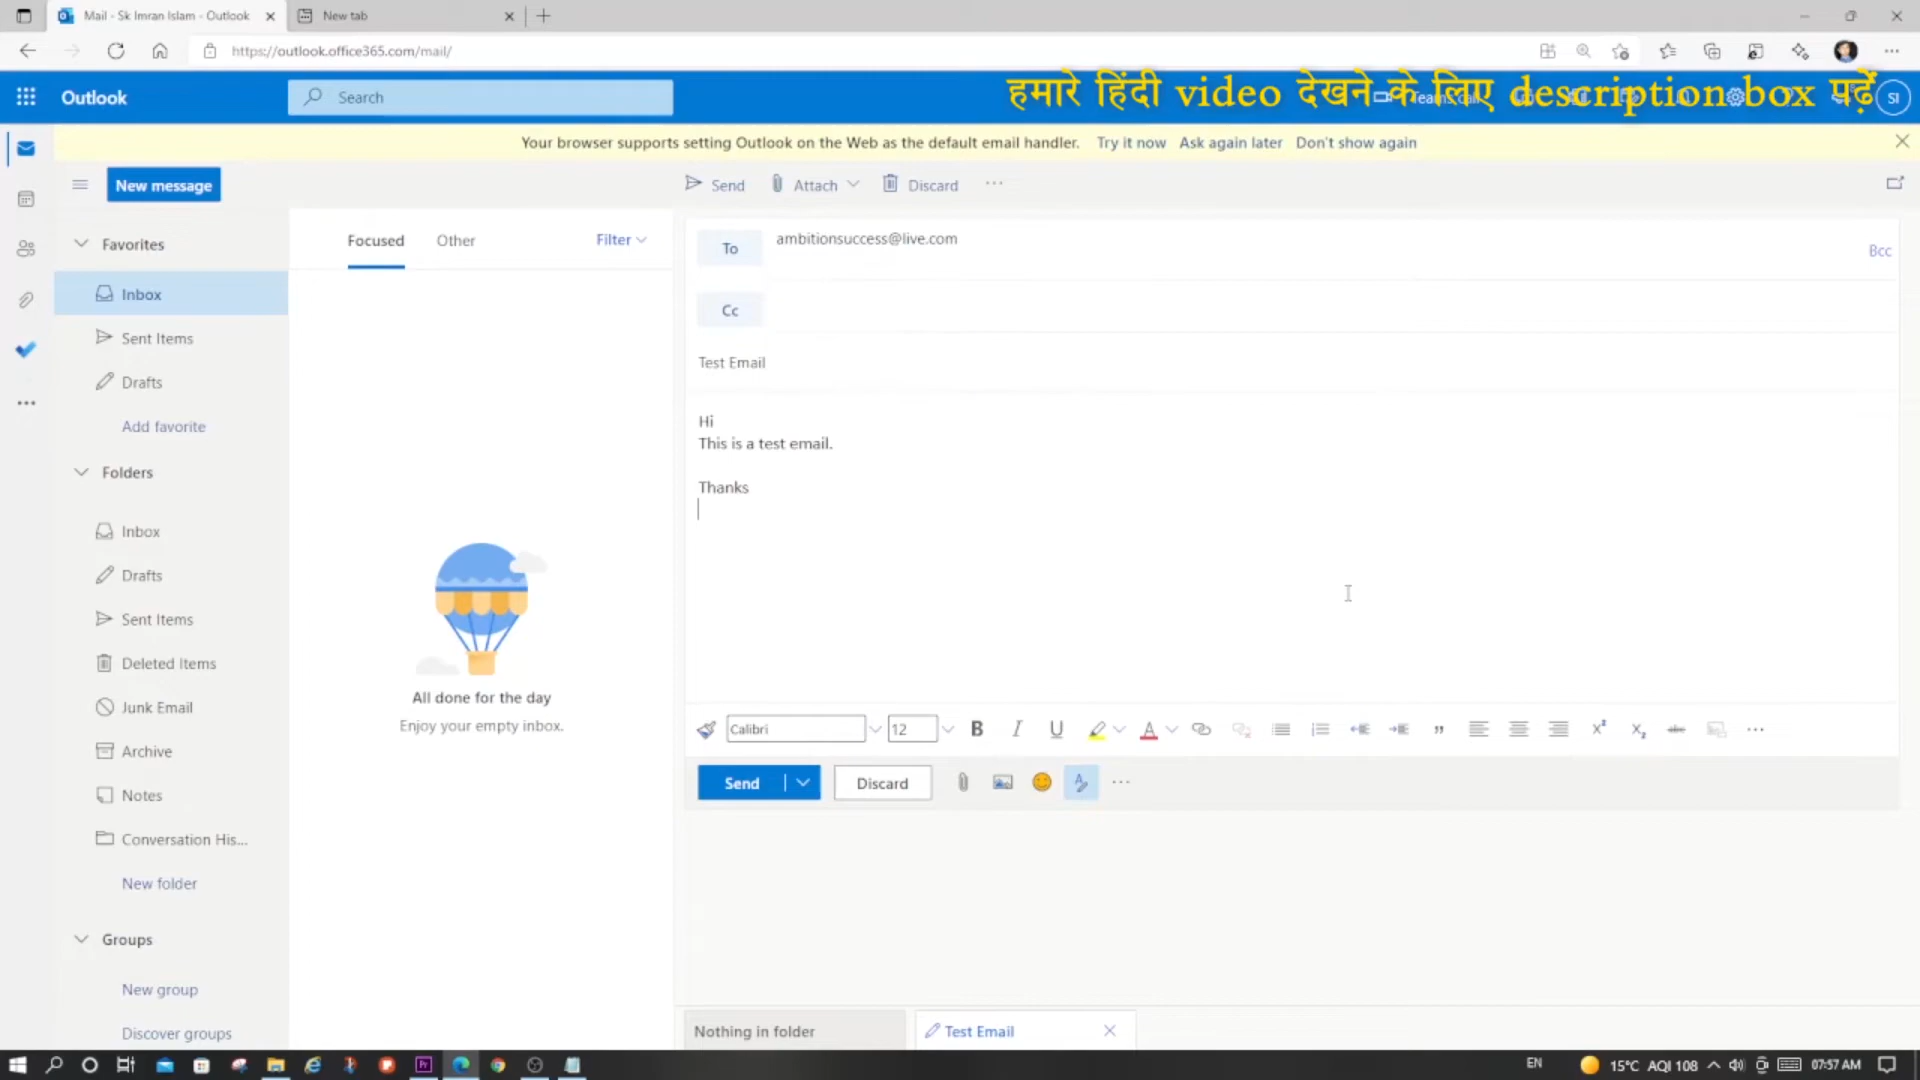 Mail - Sk Imran Islam - Outlook
New tab
https://outlook.office365.com/mail/
Outlook
Search
हमारे हिंदी video देखने के लिए description box पढ़ें
Teams call
SI
Your browser supports setting Outlook on the Web as the default email handler. Try it now Ask again later Don't show again
New message
Send
Attach
Discard
Favorites
Inbox
Sent Items
Drafts
Add favorite
Folders
Inbox
Drafts
Sent Items
Deleted Items
Junk Email
Archive
Notes
Conversation His...
New folder
Groups
New group
Discover groups
Focused
Other
Filter
All done for the day
Enjoy your empty inbox.
To
ambitionsuccess@live.com
Bcc
Cc
Test Email
Hi
This is a test email.
Thanks
Calibri
12
B I U
A
Send
Discard
Nothing in folder
Test Email
Pr
EN
15°C AQI 108
07:57 AM